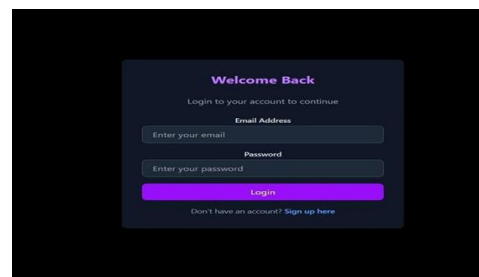 Welcome Back
Login to your account to continue
Email Address
Enter your email
Password
Enter your password
Login
Don't have an account? Sign up here